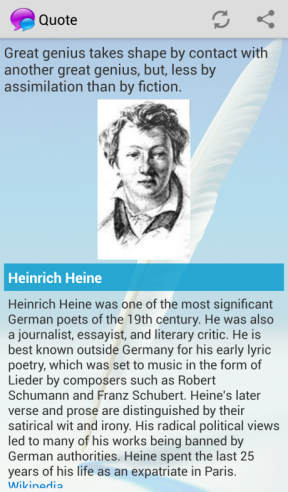 Quote
Great genius takes shape by contact with
another great genius, but, less by
assimilation than by fiction.
Heinrich Heine
Heinrich Heine was one of the most significant
German poets of the 19th century. He was also
a journalist, essayist, and literary critic. He is
best known outside Germany for his early lyric
poetry, which was set to music in the form of
Lieder by composers such as Robert
Schumann and Franz Schubert. Heine's later
verse and prose are distinguished by their
satirical wit and irony. His radical political views
led to many of his works being banned by
German authorities. Heine spent the last 25
years of his life as an expatriate in Paris.
Wikipedia